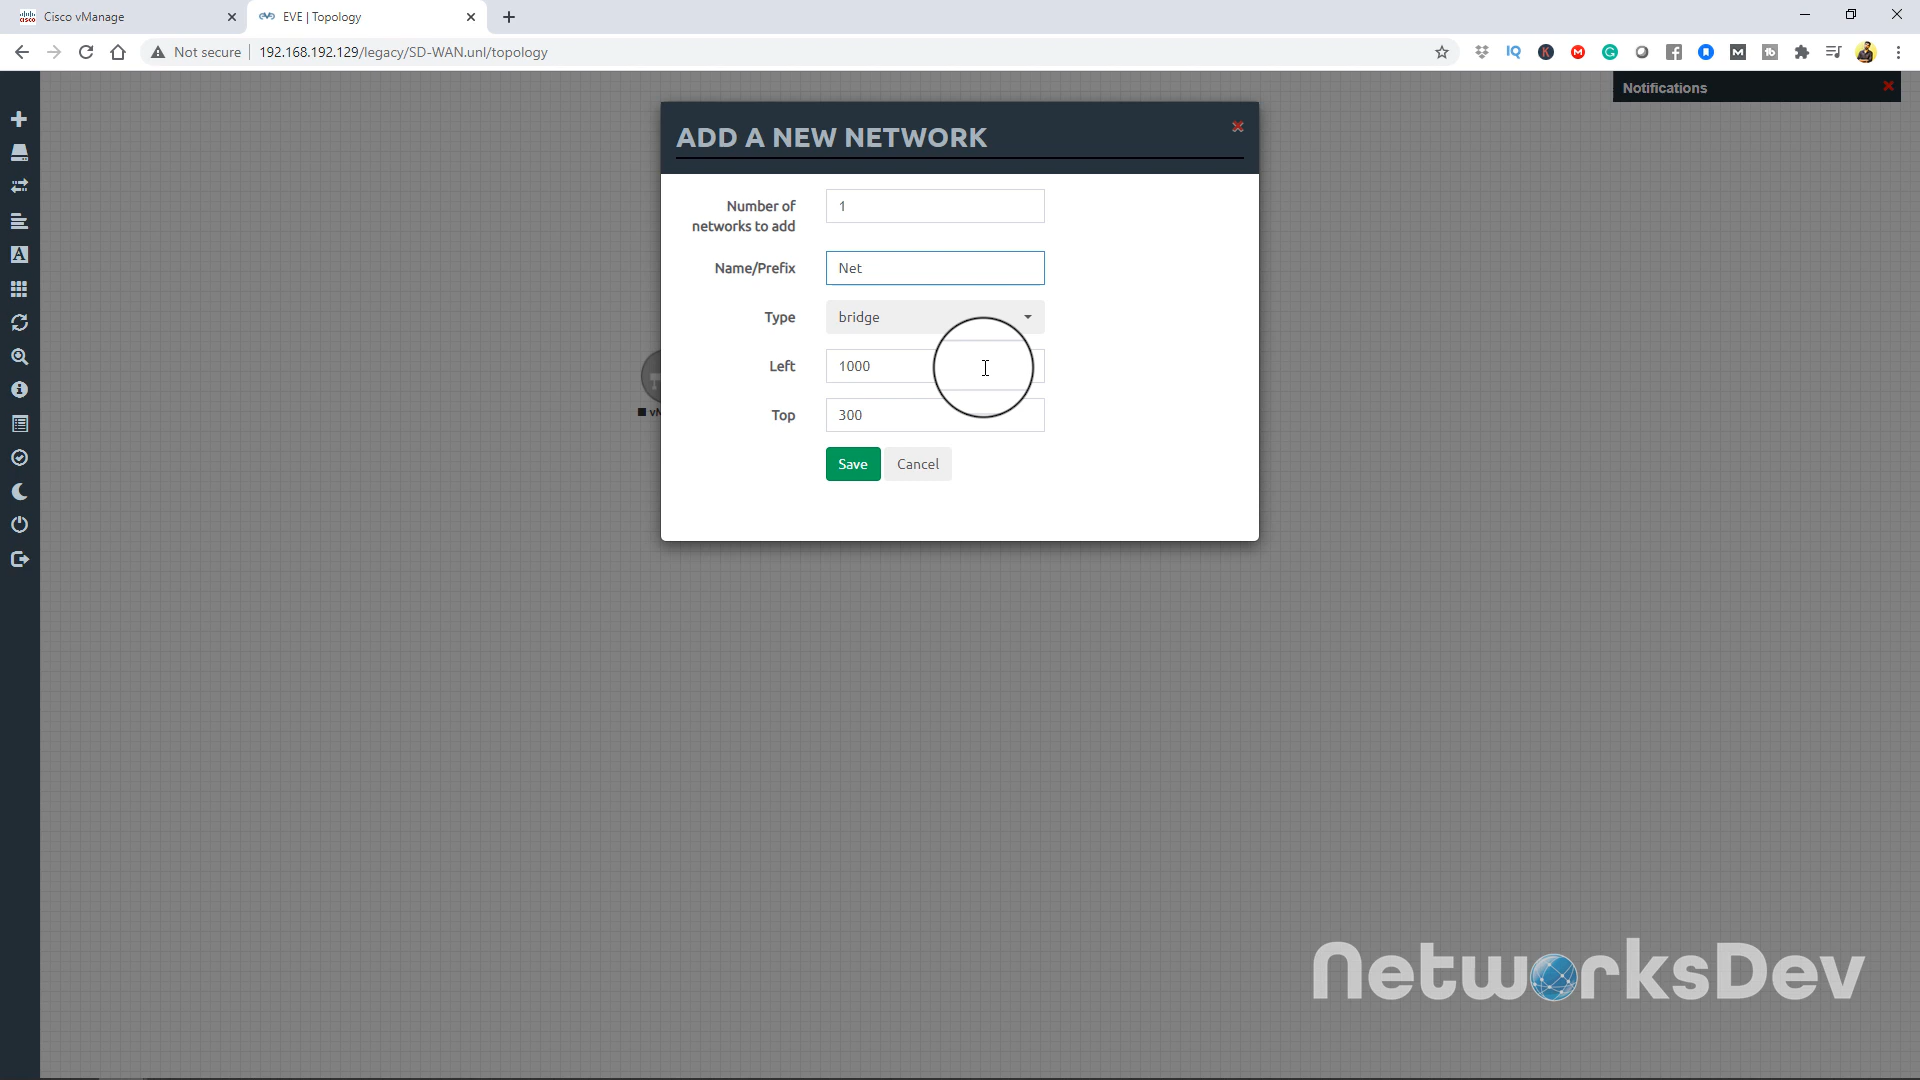 Cisco vManage
EVE | Topology
Not secure
192.168.192.129/legacy/SD-WAN.unl/topology
Notifications
ADD A NEW NETWORK
Number of
networks to add
1
Name/Prefix
Net
Type
bridge
Left
1000
Top
300
Save
Cancel
NetworksDev